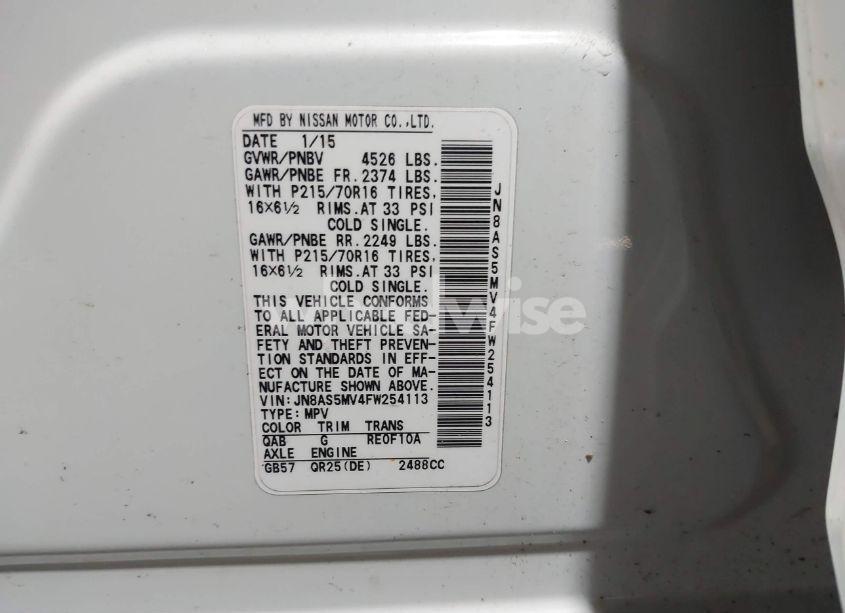 MFD BY NISSAN MOTOR CO.,LTD.
DATE 1/15
GVWR/PNBV 4526 LBS.
GAWR/PNBE FR. 2374 LBS.
WITH P215/70R16 TIRES,
16×6½ RIMS. AT 33 PSI
COLD SINGLE.
GAWR/PNBE RR. 2249 LBS.
WITH P215/70R16 TIRES,
16×6½ RIMS. AT 33 PSI
COLD SINGLE.
THIS VEHICLE CONFORMS
TO ALL APPLICABLE FED-
ERAL MOTOR VEHICLE SA-
FETY AND THEFT PREVEN-
TION STANDARDS IN EFF-
ECT ON THE DATE OF MA-
NUFACTURE SHOWN ABOVE.
VIN:JN8AS5MV4FW254113
TYPE:MPV
COLOR TRIM TRANS
QAB G RE0F10A
AXLE ENGINE
GB57 QR25(DE) 2488CC
JN8AS5MV4FW254113